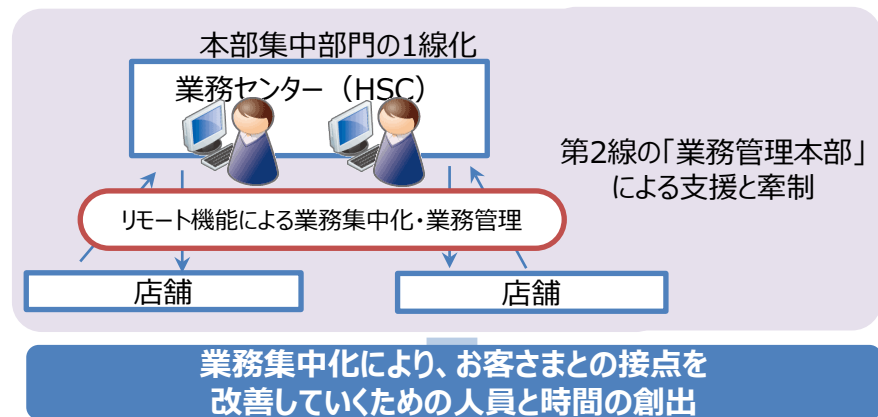 本部集中部門の1線化
業務センター（HSC）
第2線の「業務管理本部」
による支援と牽制
リモート機能による業務集中化・業務管理
店舗
店舗
業務集中化により、お客さまとの接点を
改善していくための人員と時間の創出